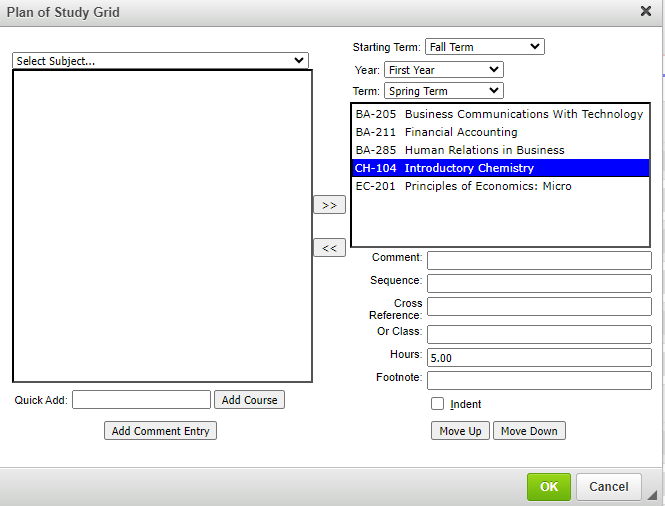 Plan of Study Grid
Select Subject...
Starting Term: Fall Term
Year: First Year
Term: Spring Term
BA-205 Business Communications With Technology
BA-211 Financial Accounting
BA-285 Human Relations in Business
CH-104 Introductory Chemistry
EC-201 Principles of Economics: Micro
>>
<<
Comment:
Sequence:
Cross
Reference:
Or Class:
Hours: 5.00
Footnote:
Indent
Quick Add: Add Course
Add Comment Entry
Move Up Move Down
OK Cancel